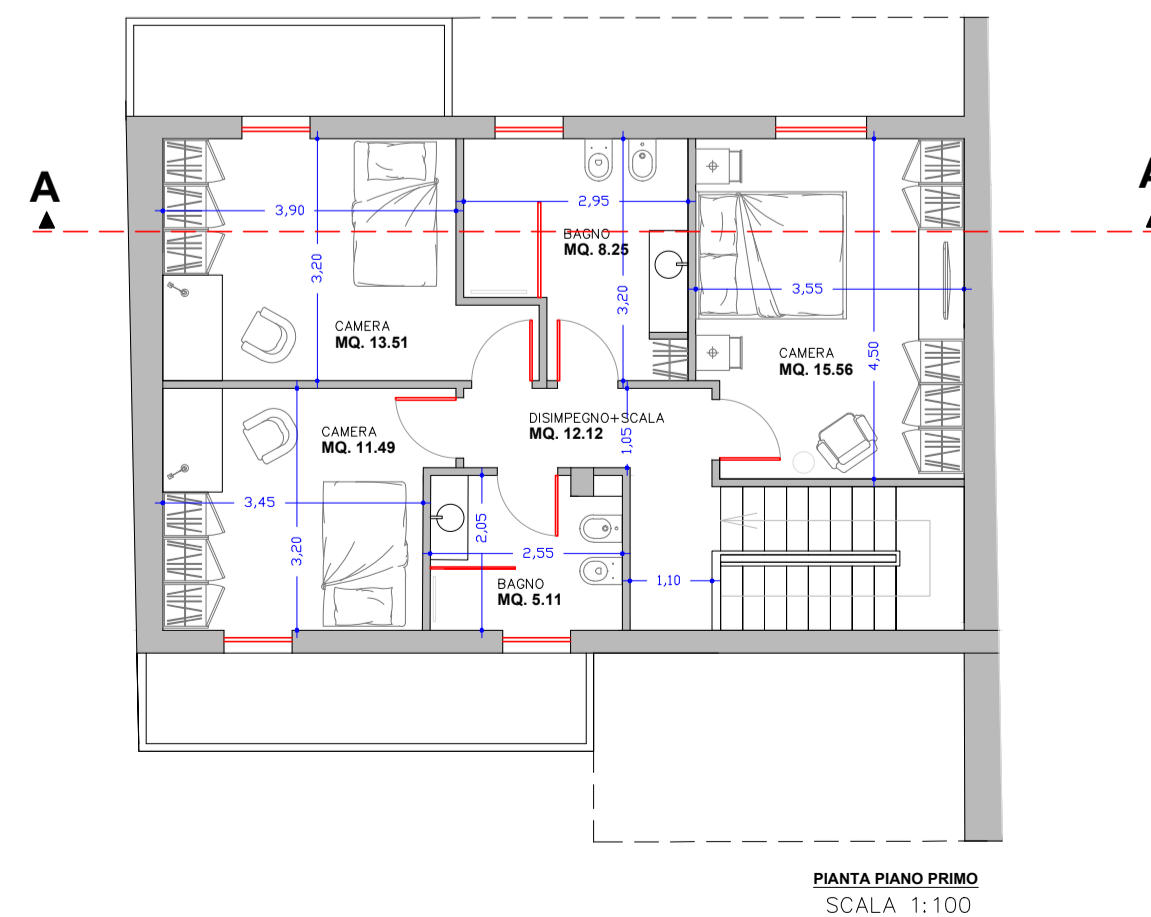 A
A
3,90
3,20
CAMERA
MQ. 13.51
2,95
BAGNO
MQ. 8.25
3,20
3,55
4,50
CAMERA
MQ. 15.56
DISIMPEGNO+SCALA
MQ. 12.12
1,05
CAMERA
MQ. 11.49
3,45
3,20
2,05
2,55
BAGNO
MQ. 5.11
1,10
PIANTA PIANO PRIMO
SCALA 1:100